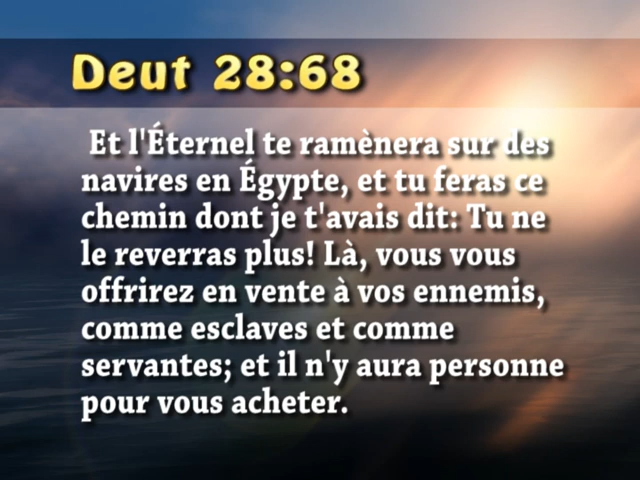 Deut 28:68
Et l'Éternel te ramènera sur des
navires en Égypte, et tu feras ce
chemin dont je t'avais dit: Tu ne
le reverras plus! Là, vous vous
offrirez en vente à vos ennemis,
comme esclaves et comme
servantes; et il n'y aura personne
pour vous acheter.